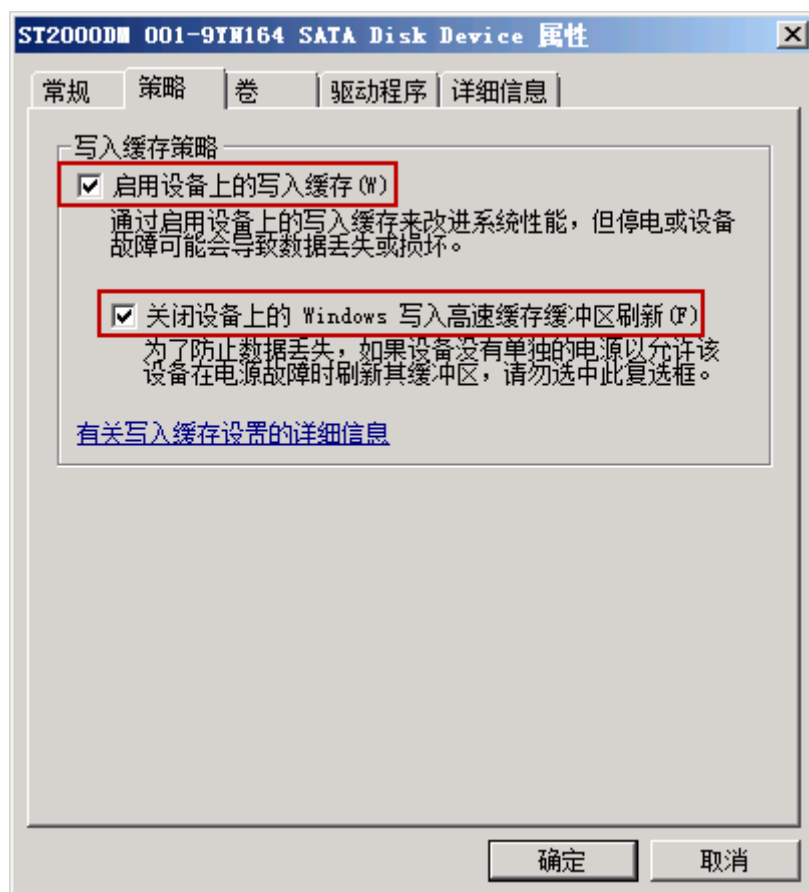 ST2000DM 001-9YN164 SATA Disk Device 属性
常规 策略 卷 驱动程序 详细信息
写入缓存策略
启用设备上的写入缓存(W)
通过启用设备上的写入缓存来改进系统性能，但停电或设备
故障可能会导致数据丢失或损坏。
关闭设备上的 Windows 写入高速缓存缓冲区刷新(F)
为了防止数据丢失，如果设备没有单独的电源以允许该
设备在电源故障时刷新其缓冲区，请勿选中此复选框。
有关写入缓存设置的详细信息
确定 取消